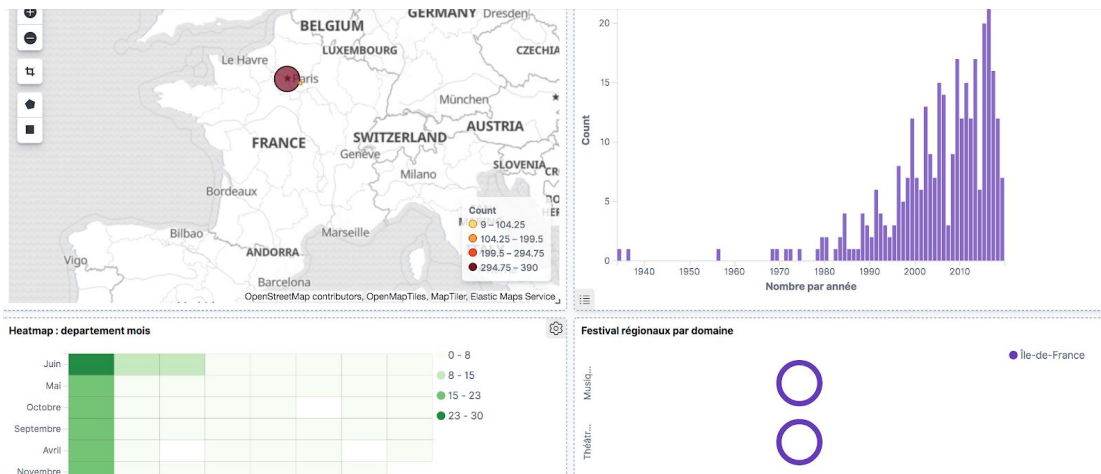 GERMANY Dresden
BELGIUM
LUXEMBOURG
CZECHIA
Le Havre
Paris
München
FRANCE
SWITZERLAND
AUSTRIA
Genève
SLOVENIA
CR
Milano
Bordeaux
Bilbao
Marseille
Vigo
ANDORRA
Barcelona
Count
9 – 104.25
104.25 – 199.5
199.5 – 294.75
294.75 – 390
OpenStreetMap contributors, OpenMapTiles, MapTiler, Elastic Maps Service
20
15
10
5
0
Count
1940 1950 1960 1970 1980 1990 2000 2010
Nombre par année
Heatmap : departement mois
Juin
Mai
Octobre
Septembre
Avril
Novembre
0 - 8
8 - 15
15 - 23
23 - 30
Festival régionaux par domaine
Musiq...
Théâtr...
Île-de-France